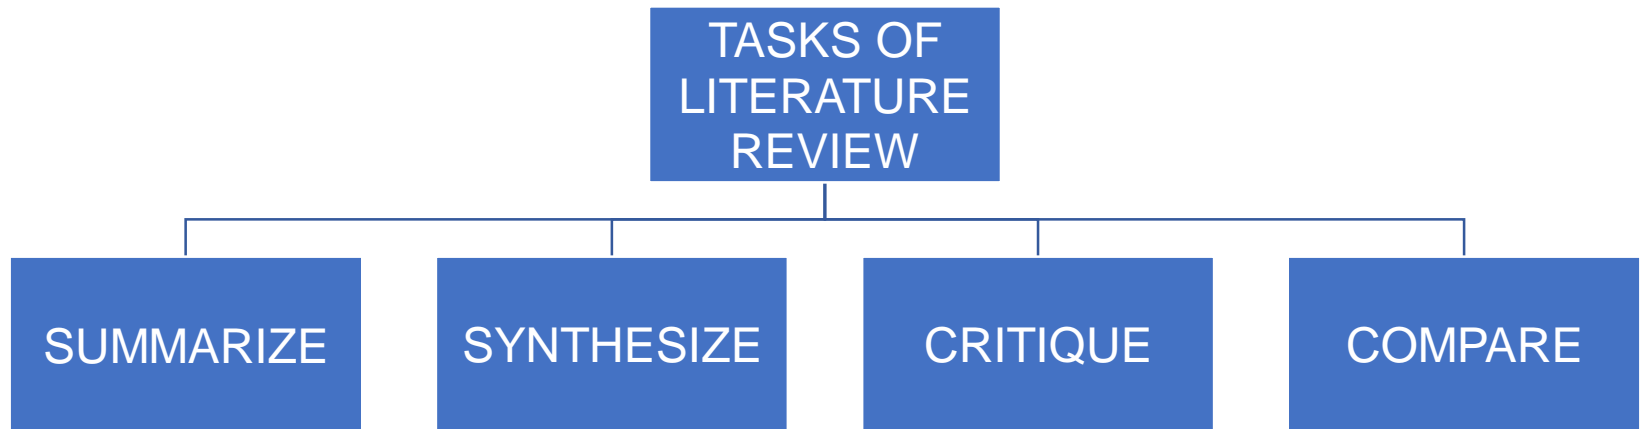 TASKS OF
LITERATURE
REVIEW
SUMMARIZE
SYNTHESIZE
CRITIQUE
COMPARE